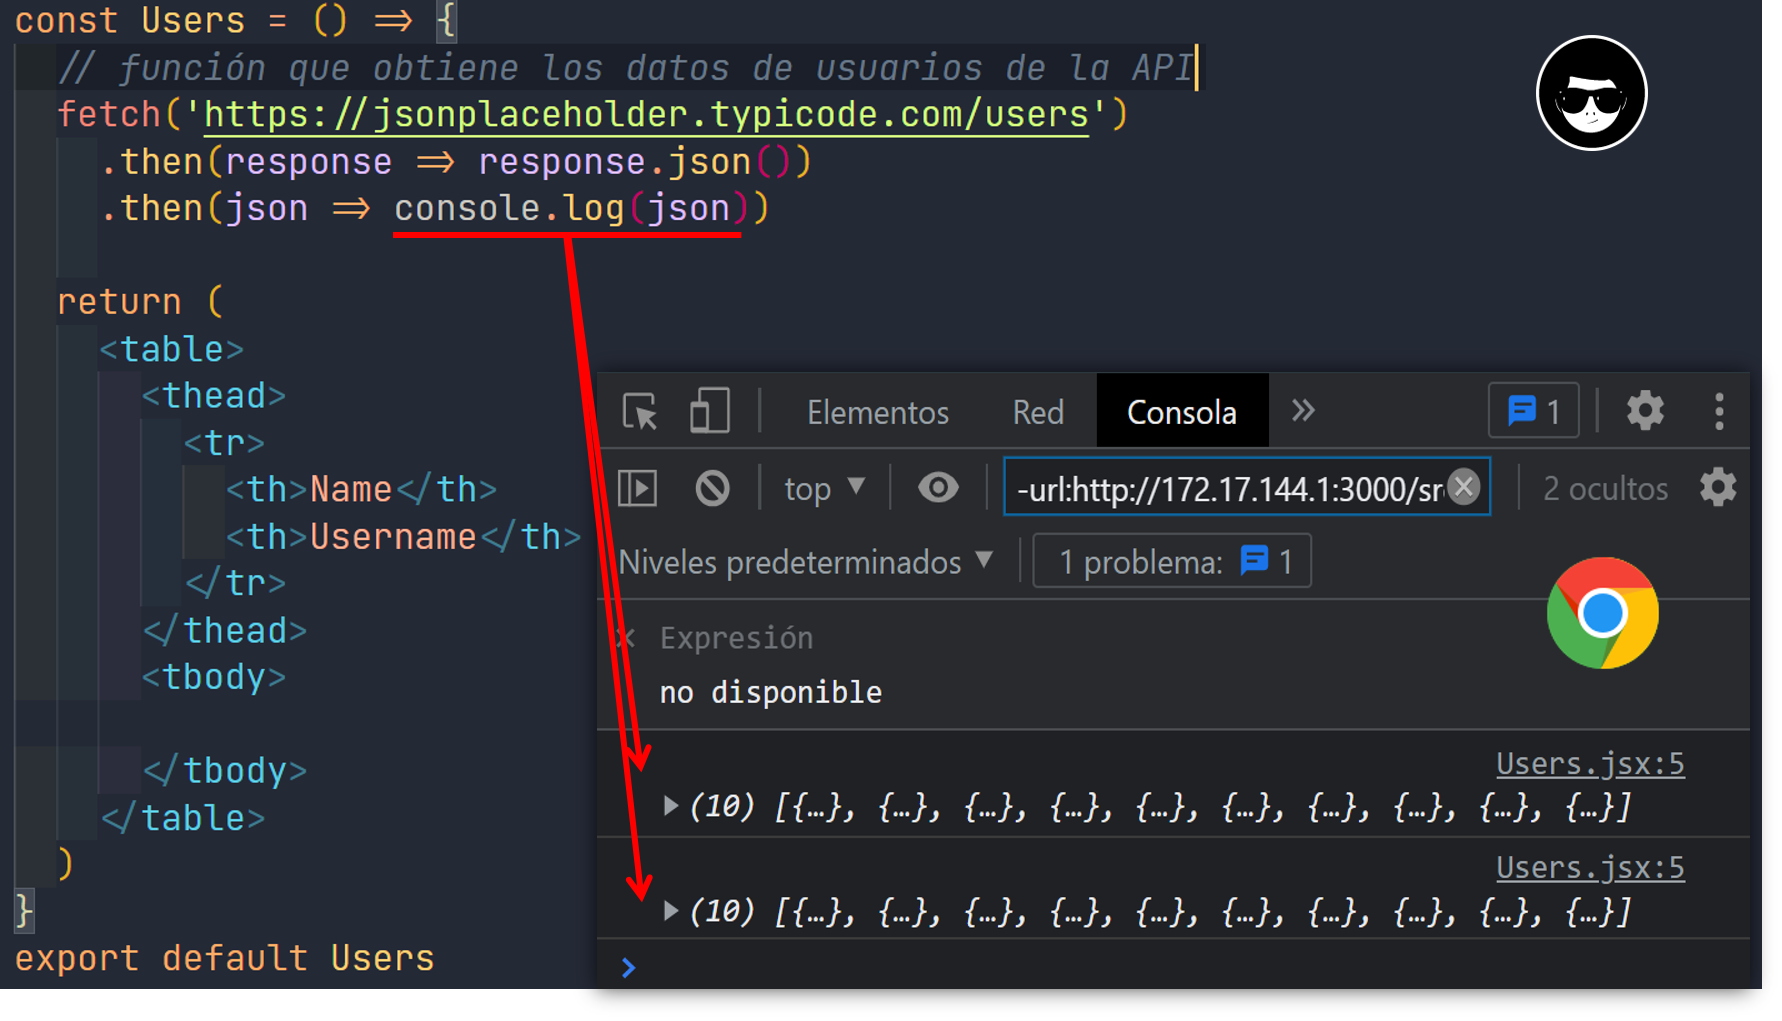 const Users = () => {
// función que obtiene los datos de usuarios de la API
fetch('https://jsonplaceholder.typicode.com/users')
.then(response => response.json())
.then(json => console.log(json))
return (
<table>
<thead>
<tr>
<th>Name</th>
<th>Username</th>
</tr>
</thead>
<tbody>
</tbody>
</table>
)
}
export default Users
Elementos Red Consola 1
top -url:http://172.17.144.1:3000/sr 2 ocultos
Niveles predeterminados 1 problema: 1
Expresión
no disponible
Users.jsx:5
(10) [{…}, {…}, {…}, {…}, {…}, {…}, {…}, {…}, {…}, {…}]
Users.jsx:5
(10) [{…}, {…}, {…}, {…}, {…}, {…}, {…}, {…}, {…}, {…}]